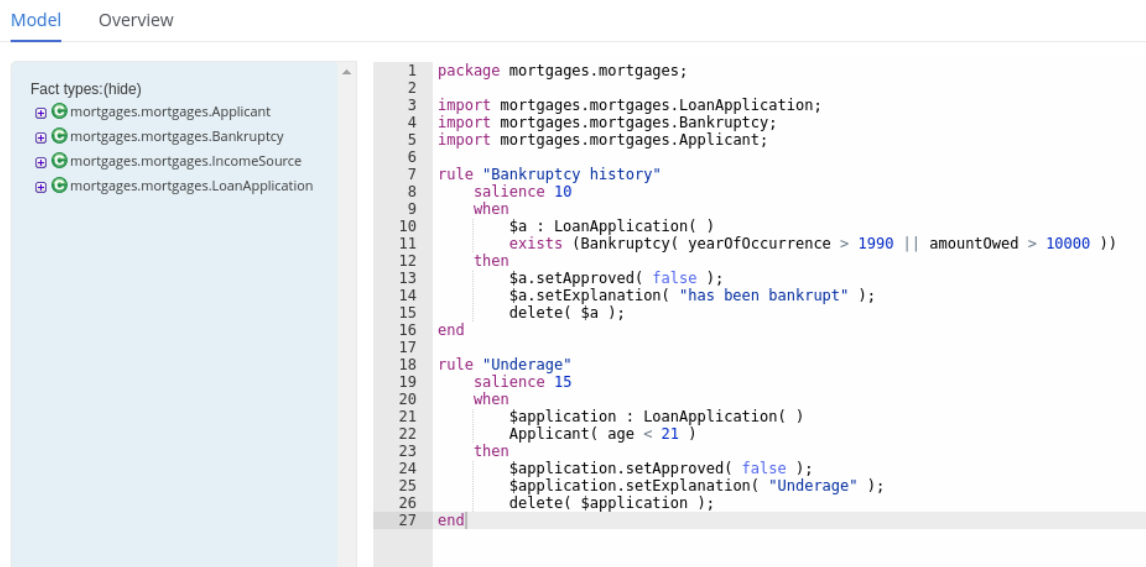 Model Overview
Fact types:(hide)
mortgages.mortgages.Applicant
mortgages.mortgages.Bankruptcy
mortgages.mortgages.IncomeSource
mortgages.mortgages.LoanApplication
1 package mortgages.mortgages;
2
3 import mortgages.mortgages.LoanApplication;
4 import mortgages.mortgages.Bankruptcy;
5 import mortgages.mortgages.Applicant;
6
7 rule "Bankruptcy history"
8     salience 10
9     when
10         $a : LoanApplication( )
11         exists (Bankruptcy( yearOfOccurrence > 1990 || amountOwed > 10000 ))
12     then
13         $a.setApproved( false );
14         $a.setExplanation( "has been bankrupt" );
15         delete( $a );
16 end
17
18 rule "Underage"
19     salience 15
20     when
21         $application : LoanApplication( )
22         Applicant( age < 21 )
23     then
24         $application.setApproved( false );
25         $application.setExplanation( "Underage" );
26         delete( $application );
27 end